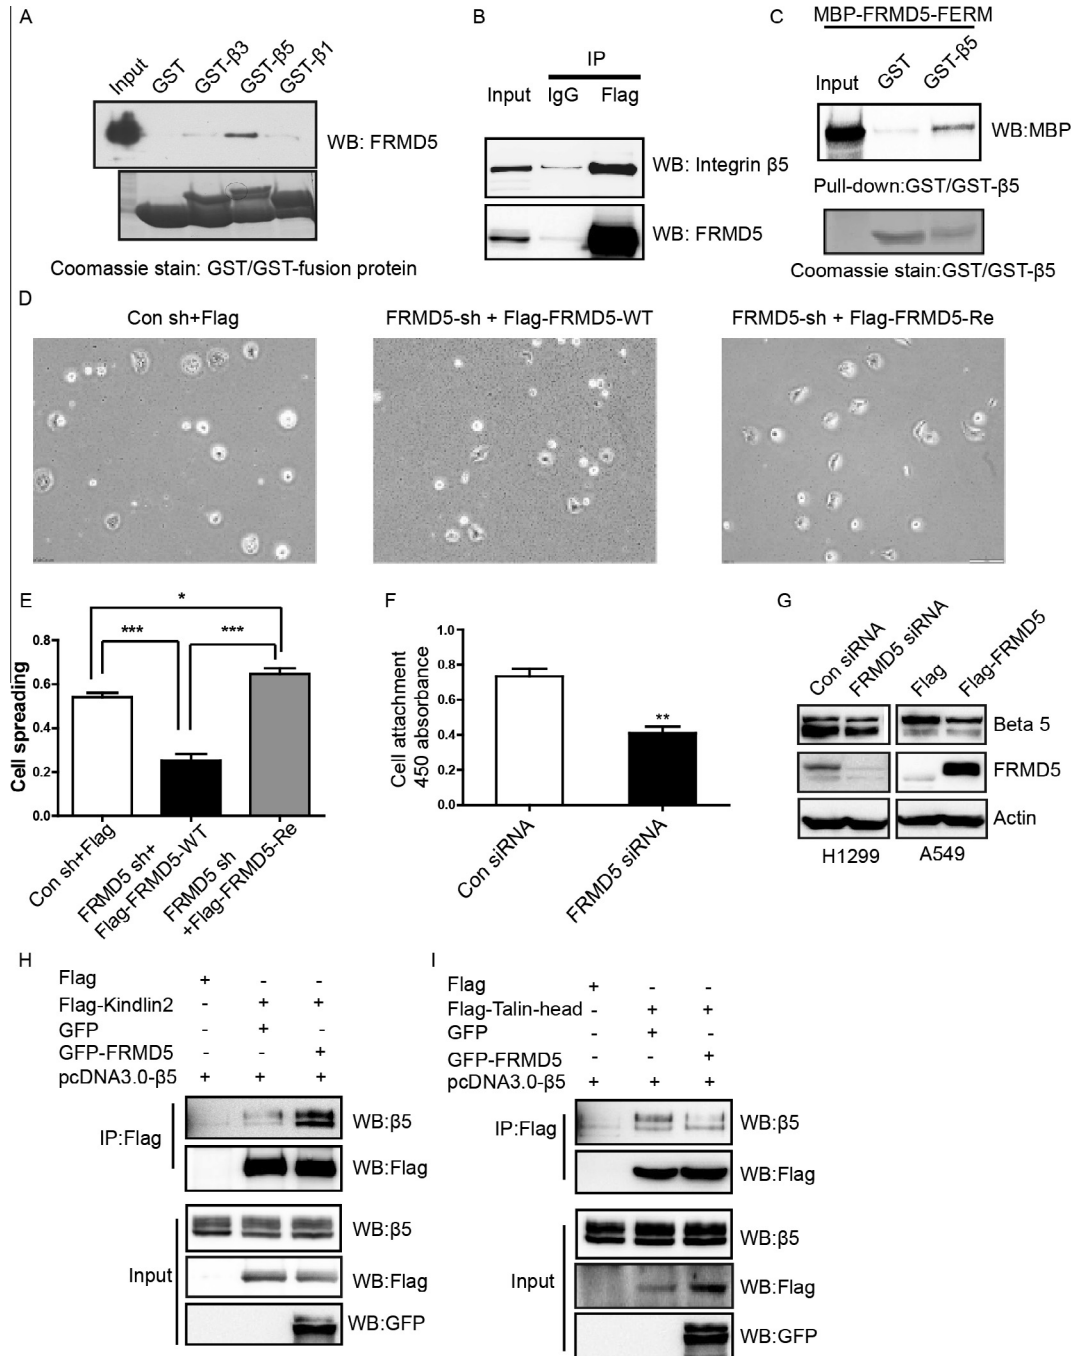 A
Input
GST
GST-β3
GST-β5
GST-β1
WB: FRMD5
Coomassie stain: GST/GST-fusion protein
B
IP
Input IgG Flag
WB: Integrin β5
WB: FRMD5
C
MBP-FRMD5-FERM
Input
GST
GST-β5
WB:MBP
Pull-down:GST/GST-β5
Coomassie stain:GST/GST-β5
D
Con sh+Flag
FRMD5-sh + Flag-FRMD5-WT
FRMD5-sh + Flag-FRMD5-Re
E
*
*** ***
0.8
0.6
0.4
0.2
0.0
Cell spreading
Con sh+Flag
FRMD5 sh+
Flag-FRMD5-WT
FRMD5 sh
+Flag-FRMD5-Re
F
1.0
0.8
0.6
0.4
0.2
0.0
Cell attachment
450 absorbance
**
Con siRNA
FRMD5 siRNA
G
Con siRNA
FRMD5 siRNA
Flag
Flag-FRMD5
Beta 5
FRMD5
Actin
H1299 A549
H
Flag + - -
Flag-Kindlin2 - + +
GFP - + -
GFP-FRMD5 - - +
pcDNA3.0-β5 + + +
IP:Flag
WB:β5
WB:Flag
Input
WB:β5
WB:Flag
WB:GFP
I
Flag + - -
Flag-Talin-head - + +
GFP - + -
GFP-FRMD5 - - +
pcDNA3.0-β5 + + +
IP:Flag
WB:β5
WB:Flag
Input
WB:β5
WB:Flag
WB:GFP